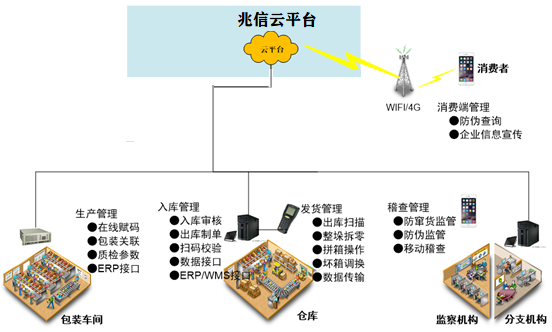 兆信云平台
云平台
消费者
WIFI/4G
消费端管理
●防伪查询
●企业信息宣传
生产管理
●在线赋码
●包装关联
●质检参数
●ERP接口
包装车间
入库管理
●入库审核
●出库制单
●扫码校验
●数据接口
●ERP/WMS接口
发货管理
●出库扫描
●整垛拆零
●拼箱操作
●坏箱调换
●数据传输
仓库
稽查管理
●防窜货监管
●防伪监管
●移动稽查
监察机构
分支机构